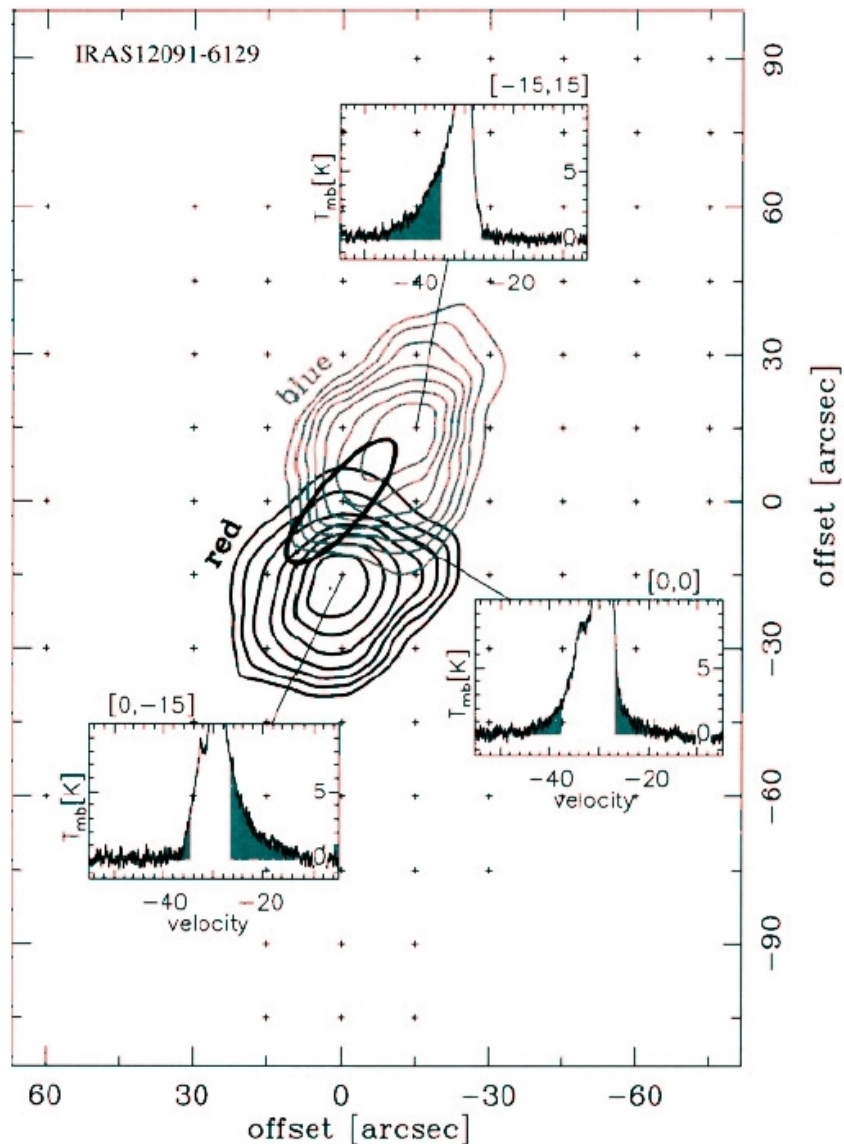 IRAS12091-6129
[-15,15]
T_mb[K]
5
0
-40 -20
blue
red
[0,0]
T_mb[K]
5
0
-40 -20
velocity
[0,-15]
T_mb[K]
5
0
-40 -20
velocity
90
60
30
0
-30
-60
-90
offset [arcsec]
60 30 0 -30 -60
offset [arcsec]